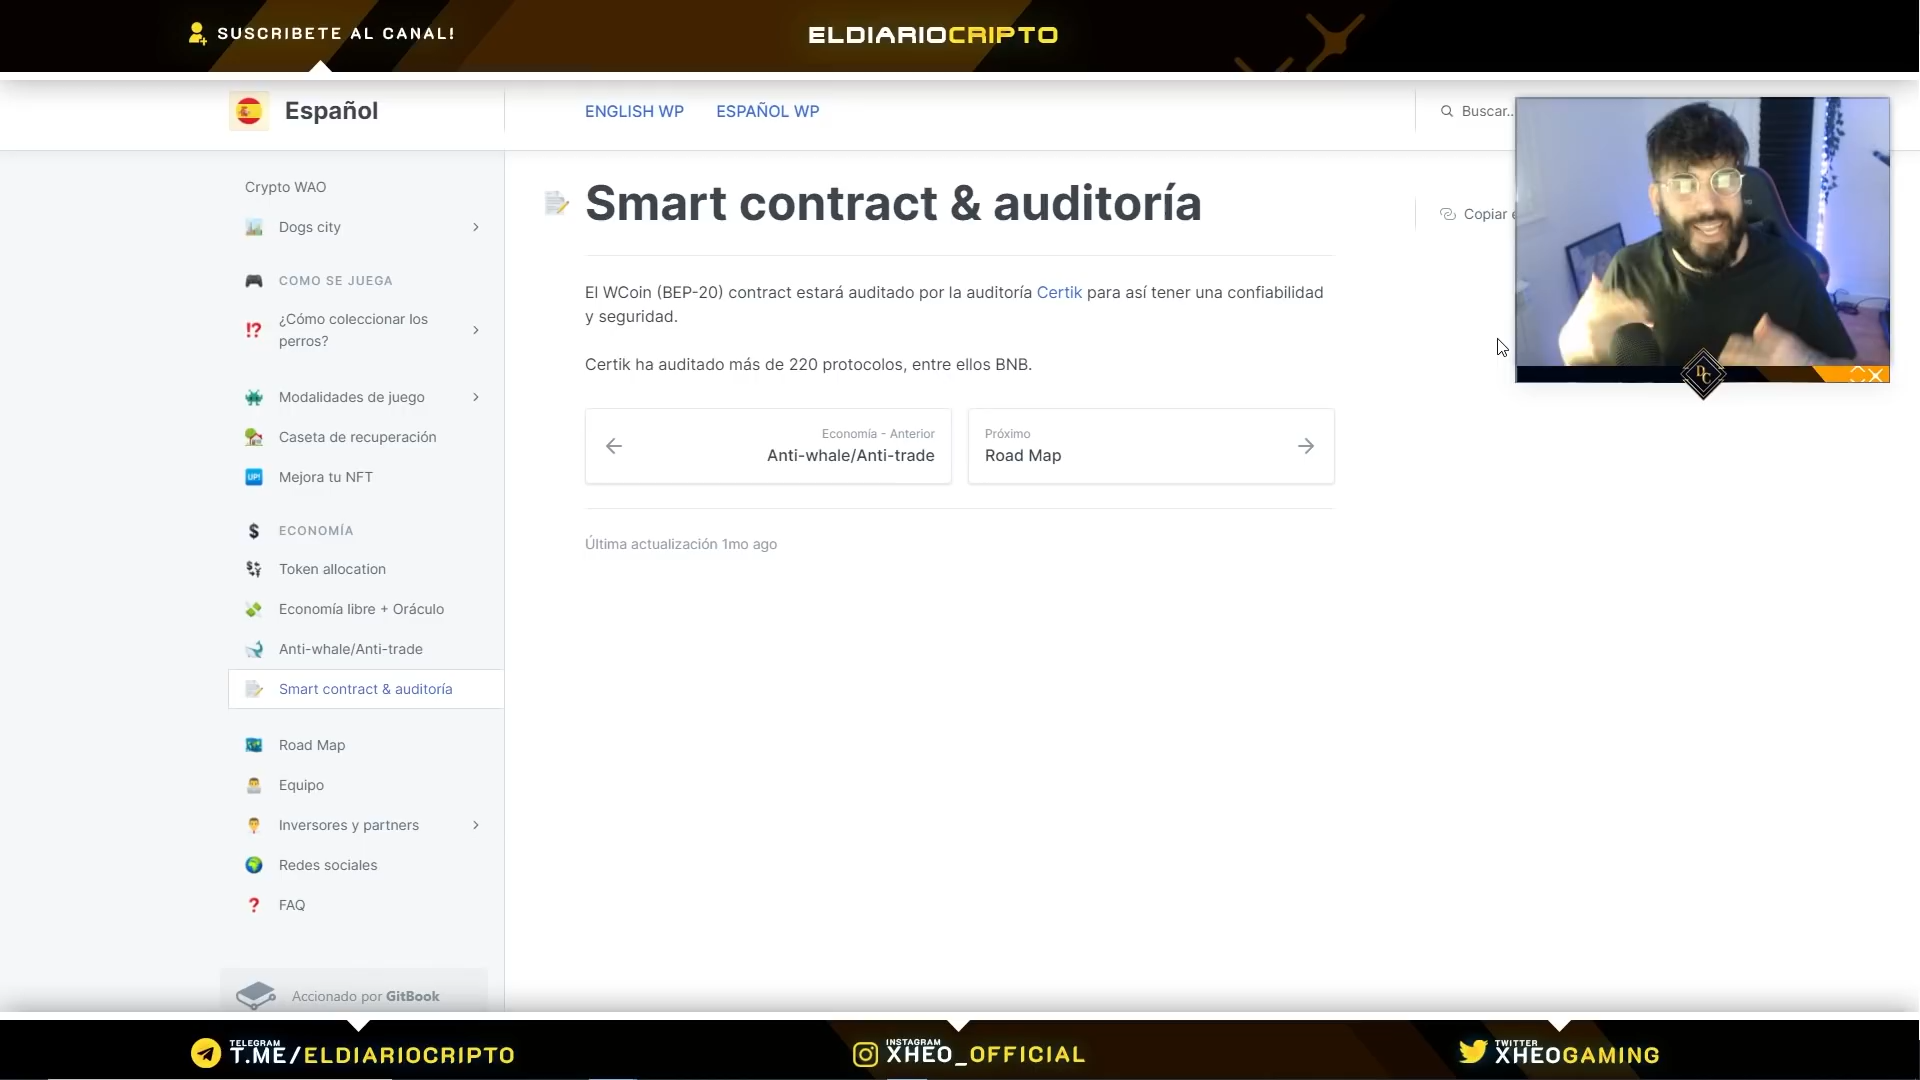 SUSCRIBETE AL CANAL!
ELDIARIOCRIPTO
Español
ENGLISH WP
ESPAÑOL WP
Buscar..
Crypto WAO
Dogs city
COMO SE JUEGA
¿Cómo coleccionar los
perros?
Modalidades de juego
Caseta de recuperación
UP!
Mejora tu NFT
ECONOMÍA
Token allocation
Economía libre + Oráculo
Anti-whale/Anti-trade
Smart contract & auditoría
Road Map
Equipo
Inversores y partners
Redes sociales
FAQ
Accionado por GitBook
Smart contract & auditoría
Copiar
El WCoin (BEP-20) contract estará auditado por la auditoría Certik para así tener una confiabilidad
y seguridad.
Certik ha auditado más de 220 protocolos, entre ellos BNB.
Economía - Anterior
Anti-whale/Anti-trade
Próximo
Road Map
Última actualización 1mo ago
DC
TELEGRAM
T.ME/ELDIARIOCRIPTO
INSTAGRAM
XHEO_OFFICIAL
TWITTER
XHEOGAMING